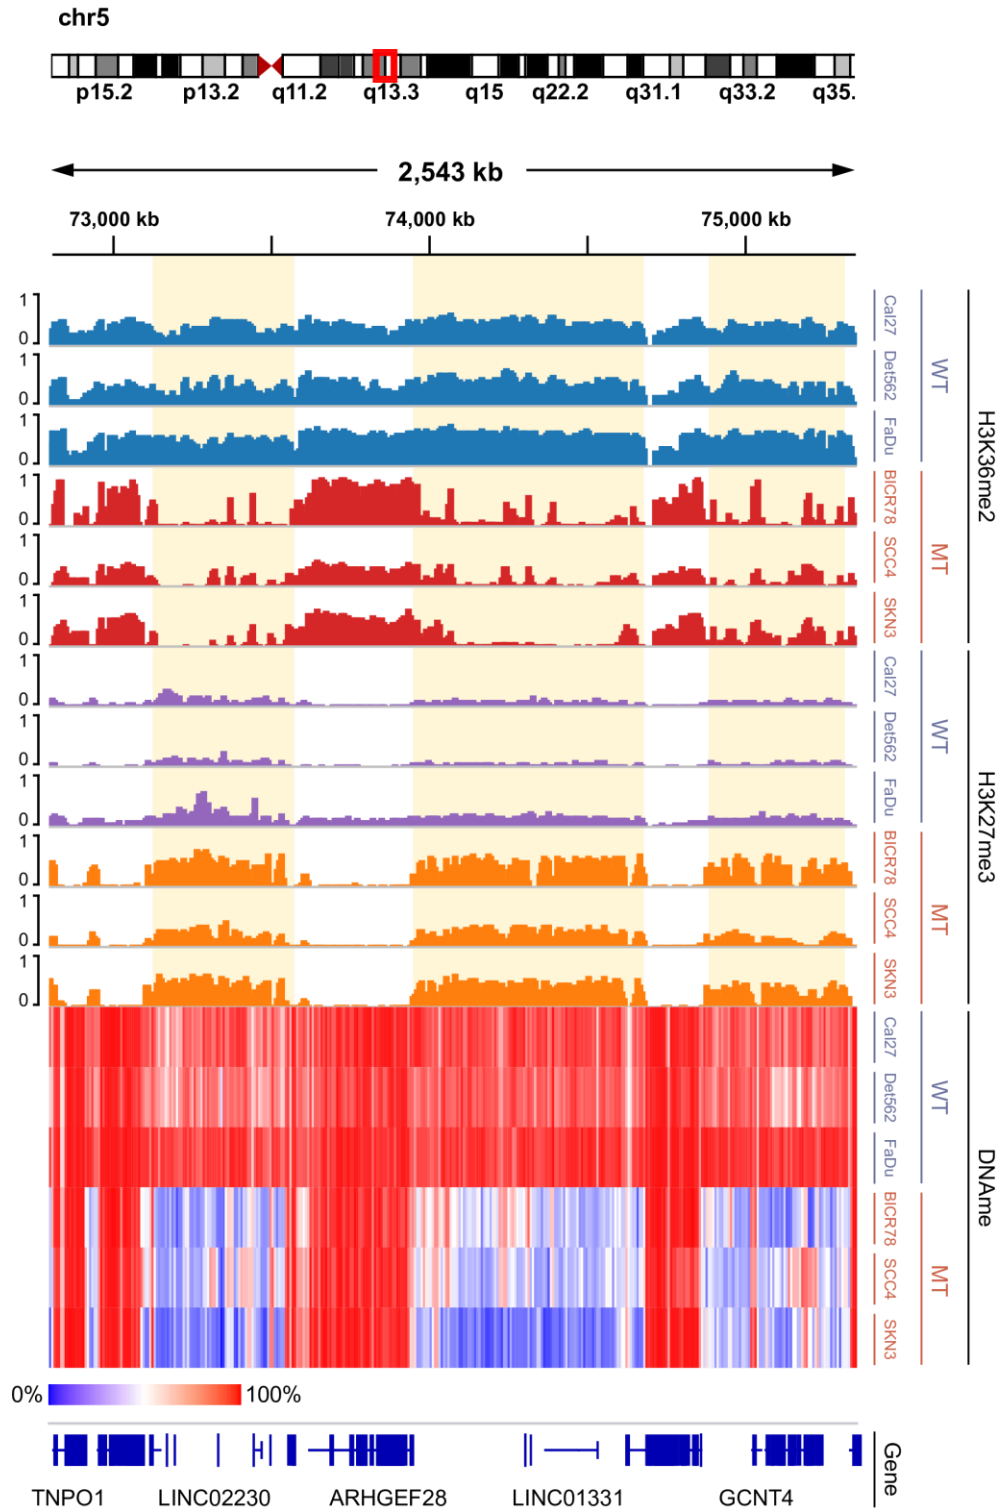 chr5
p15.2 p13.2 q11.2 q13.3 q15 q22.2 q31.1 q33.2 q35.
2,543 kb
73,000 kb 74,000 kb 75,000 kb
H3K36me2
WT
1 0 Cal27
1 0 Det562
1 0 FaDu
MT
1 0 BICR78
1 0 SCC4
1 0 SKN3
H3K27me3
WT
1 0 Cal27
1 0 Det562
1 0 FaDu
MT
1 0 BICR78
1 0 SCC4
1 0 SKN3
DNAme
WT
Cal27
Det562
FaDu
MT
BICR78
SCC4
SKN3
0% 100%
Gene
TNPO1 LINC02230 ARHGEF28 LINC01331 GCNT4